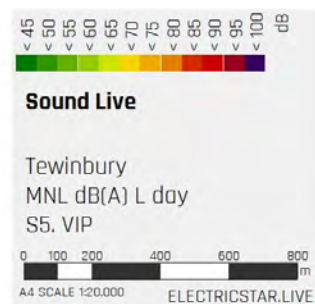 < 45 < 50 < 55 < 60 < 65 < 70 < 75 < 80 < 85 < 90 < 95 < 100 dB
Sound Live
Tewinbury
MNL dB(A) L day
S5. VIP
0 100 200 400 600 800
m
A4 SCALE 1:20,000 ELECTRICSTAR.LIVE